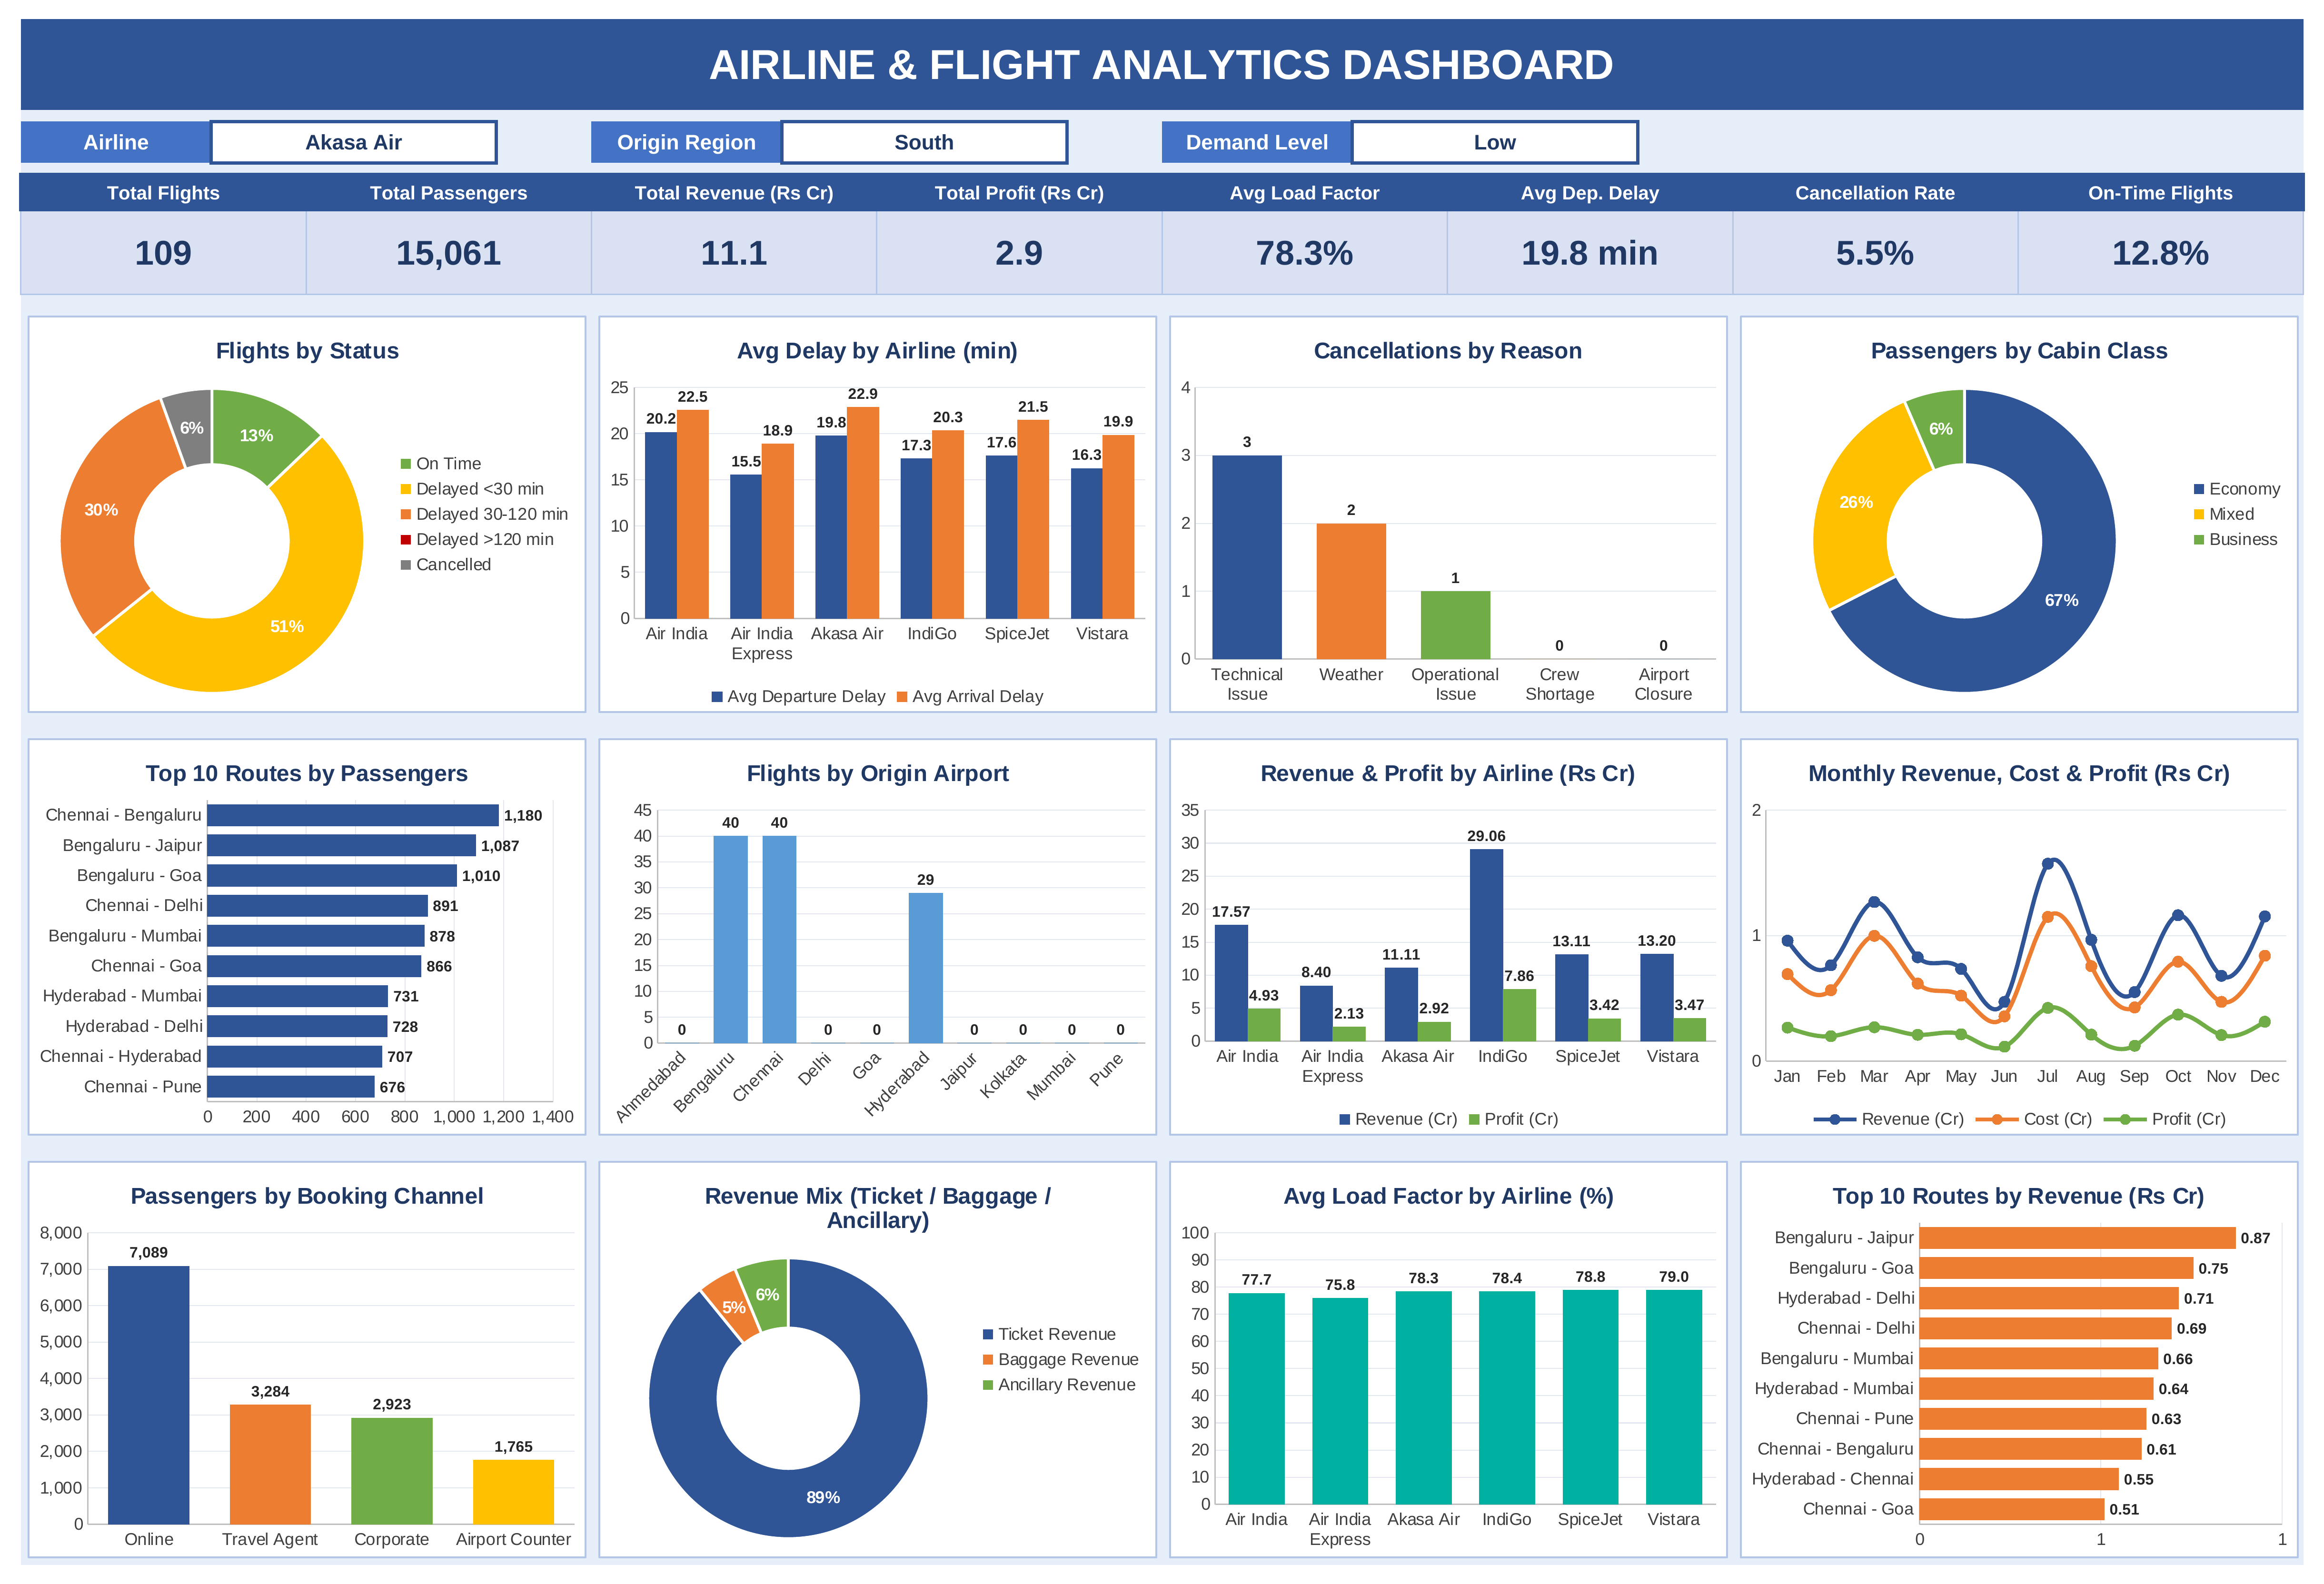 AIRLINE & FLIGHT ANALYTICS DASHBOARD
Airline Akasa Air Origin Region South Demand Level Low
Total Flights Total Passengers Total Revenue (Rs Cr) Total Profit (Rs Cr) Avg Load Factor Avg Dep. Delay Cancellation Rate On-Time Flights
109 15,061 11.1 2.9 78.3% 19.8 min 5.5% 12.8%
Flights by Status
6%
13%
30%
51%
On Time
Delayed <30 min
Delayed 30-120 min
Delayed >120 min
Cancelled
Avg Delay by Airline (min)
25
20
15
10
5
0
20.2 22.5 15.5 18.9 19.8 22.9 17.3 20.3 17.6 21.5 16.3 19.9
Air India Air India Akasa Air IndiGo SpiceJet Vistara
Express
Avg Departure Delay Avg Arrival Delay
Cancellations by Reason
4
3
2
1
0
3 2 1 0 0
Technical Weather Operational Crew Airport
Issue Issue Shortage Closure
Passengers by Cabin Class
6%
26%
67%
Economy
Mixed
Business
Top 10 Routes by Passengers
Chennai - Bengaluru 1,180
Bengaluru - Jaipur 1,087
Bengaluru - Goa 1,010
Chennai - Delhi 891
Bengaluru - Mumbai 878
Chennai - Goa 866
Hyderabad - Mumbai 731
Hyderabad - Delhi 728
Chennai - Hyderabad 707
Chennai - Pune 676
0 200 400 600 800 1,000 1,200 1,400
Flights by Origin Airport
45
40
35
30
25
20
15
10
5
0
0 40 40 0 0 29 0 0 0 0
Ahmedabad Bengaluru Chennai Delhi Goa Hyderabad Jaipur Kolkata Mumbai Pune
Revenue & Profit by Airline (Rs Cr)
35
30
25
20
15
10
5
0
17.57 4.93 8.40 2.13 11.11 2.92 29.06 7.86 13.11 3.42 13.20 3.47
Air India Air India Akasa Air IndiGo SpiceJet Vistara
Express
Revenue (Cr) Profit (Cr)
Monthly Revenue, Cost & Profit (Rs Cr)
2
1
0
Jan Feb Mar Apr May Jun Jul Aug Sep Oct Nov Dec
Revenue (Cr) Cost (Cr) Profit (Cr)
Passengers by Booking Channel
8,000
7,000
6,000
5,000
4,000
3,000
2,000
1,000
0
7,089 3,284 2,923 1,765
Online Travel Agent Corporate Airport Counter
Revenue Mix (Ticket / Baggage /
Ancillary)
5% 6%
89%
Ticket Revenue
Baggage Revenue
Ancillary Revenue
Avg Load Factor by Airline (%)
100
90
80
70
60
50
40
30
20
10
0
77.7 75.8 78.3 78.4 78.8 79.0
Air India Air India Akasa Air IndiGo SpiceJet Vistara
Express
Top 10 Routes by Revenue (Rs Cr)
Bengaluru - Jaipur 0.87
Bengaluru - Goa 0.75
Hyderabad - Delhi 0.71
Chennai - Delhi 0.69
Bengaluru - Mumbai 0.66
Hyderabad - Mumbai 0.64
Chennai - Pune 0.63
Chennai - Bengaluru 0.61
Hyderabad - Chennai 0.55
Chennai - Goa 0.51
0 1 1